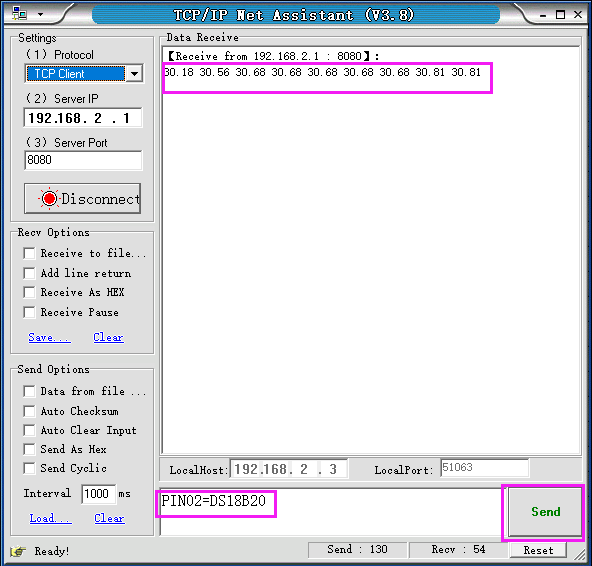 TCP/IP Net Assistant (V3.8)
Settings
(1) Protocol
TCP Client
(2) Server IP
192.168. 2 . 1
(3) Server Port
8080
Disconnect
Recv Options
Receive to file...
Add line return
Receive As HEX
Receive Pause
Save... Clear
Send Options
Data from file ...
Auto Checksum
Auto Clear Input
Send As Hex
Send Cyclic
Interval 1000 ms
Load... Clear
Data Receive
【Receive from 192.168.2.1 : 8080】:
30.18 30.56 30.68 30.68 30.68 30.68 30.68 30.81 30.81
LocalHost: 192.168. 2 . 3 LocalPort: 51063
PIN02=DS18B20
Send
Ready!
Send : 130
Recv : 54
Reset